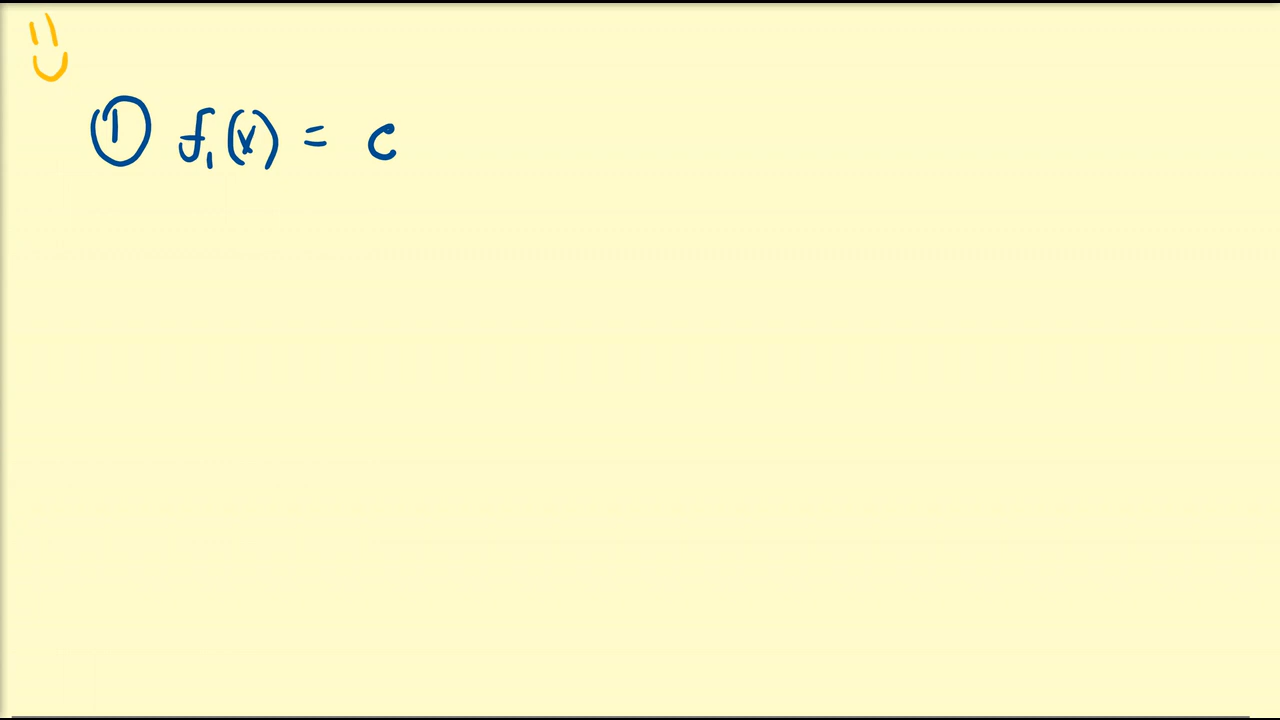 ① f₁(x) = c